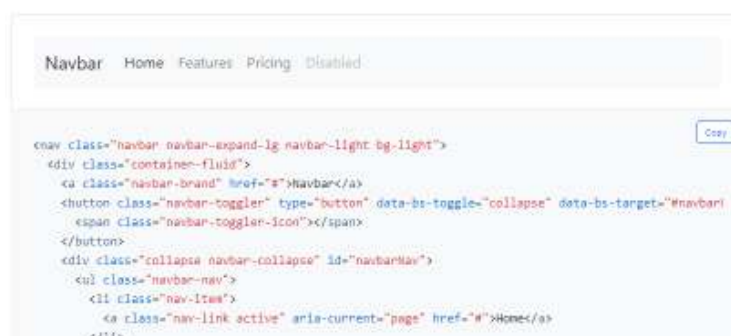 Navbar Home Features Pricing Disabled
Copy
<nav class="navbar navbar-expand-lg navbar-light bg-light">
<div class="container-fluid">
<a class="navbar-brand" href="#">Navbar</a>
<button class="navbar-toggler" type="button" data-bs-toggle="collapse" data-bs-target="#navbarN
<span class="navbar-toggler-icon"></span>
</button>
<div class="collapse navbar-collapse" id="navbarNav">
<ul class="navbar-nav">
<li class="nav-item">
<a class="nav-link active" aria-current="page" href="#">Home</a>
</li>